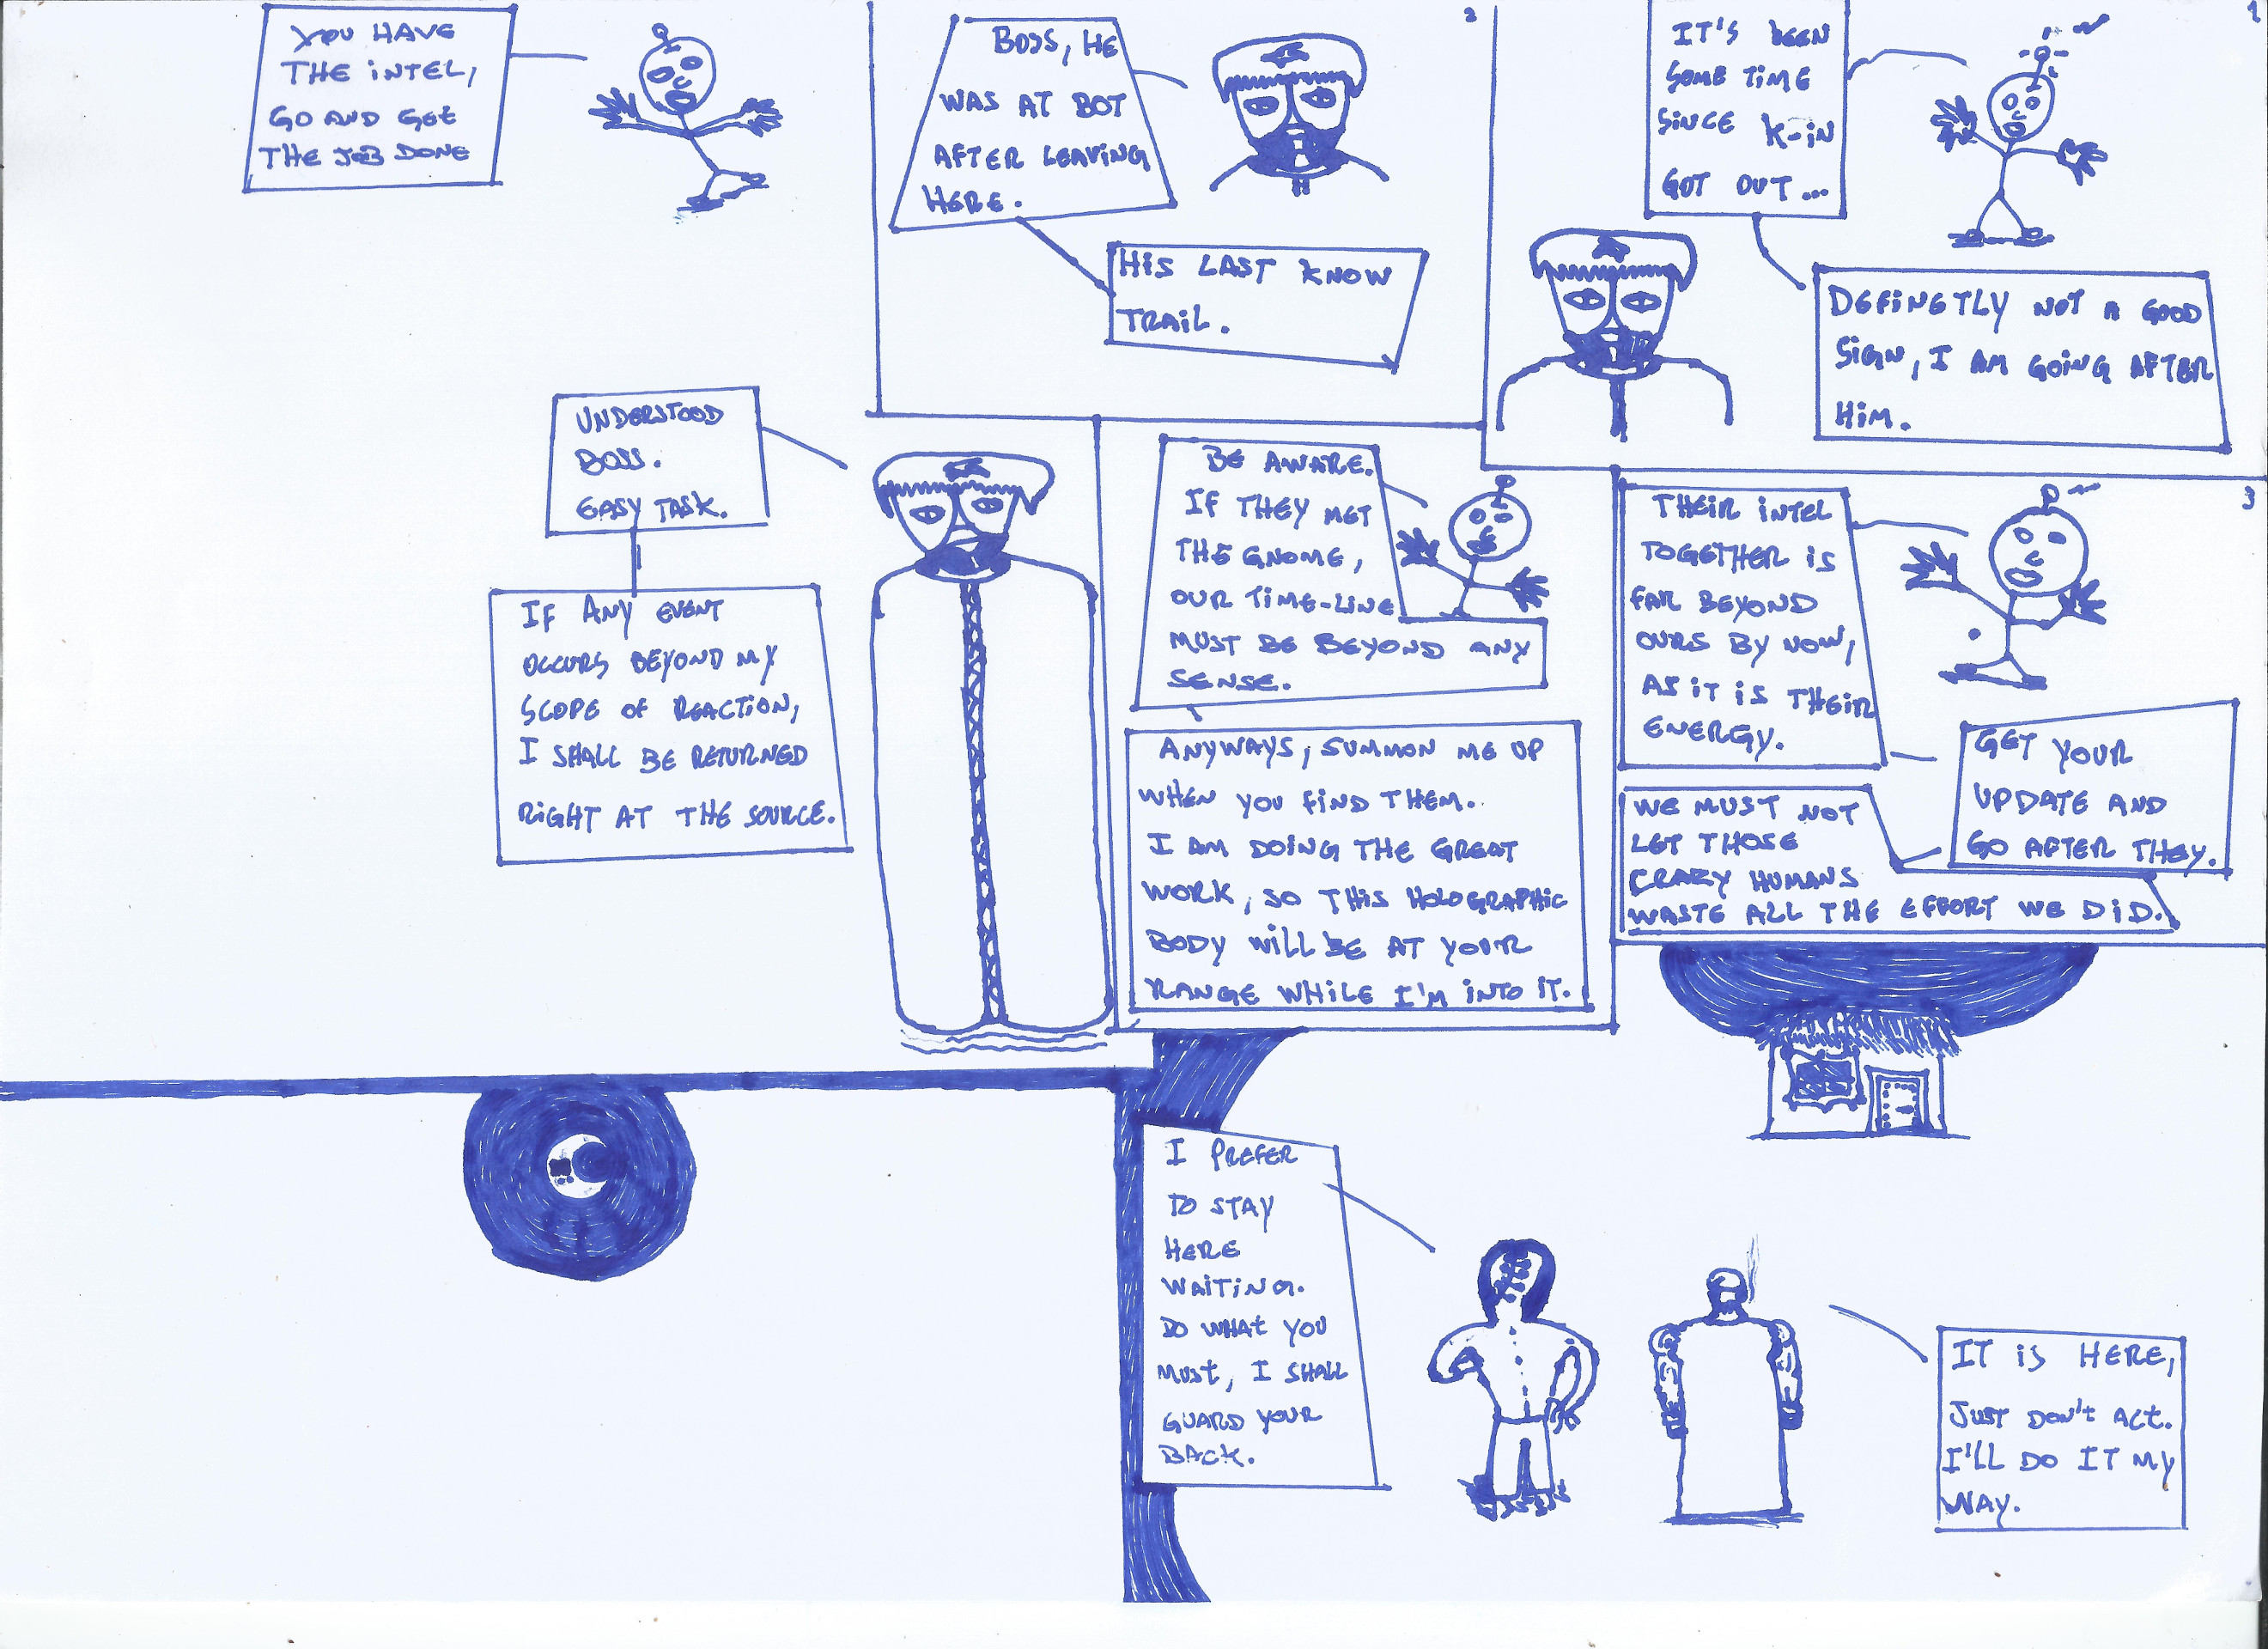 1
IT'S BEEN
SOME TIME
SINCE K-IN
GOT OUT...
DEFINETLY NOT A GOOD
SIGN, I AM GOING AFTER
HIM.
2
BOSS, HE
WAS AT BOT
AFTER LEAVING
HERE.
HIS LAST KNOW
TRAIL.
3
THEIR INTEL
TOGETHER IS
FAR BEYOND
OURS BY NOW,
AS IT IS THEIR
ENERGY.
GET YOUR
UPDATE AND
GO AFTER THEY.
WE MUST NOT
LET THOSE
CRAZY HUMANS
WASTE ALL THE EFFORT WE DID.
BE AWARE.
IF THEY MET
THE GNOME,
OUR TIME-LINE
MUST BE BEYOND ANY
SENSE.
ANYWAYS, SUMMON ME UP
WHEN YOU FIND THEM.
I AM DOING THE GREAT
WORK, SO THIS HOLOGRAPHIC
BODY WILL BE AT YOUR
RANGE WHILE I'M INTO IT.
YOU HAVE
THE INTEL,
GO AND GET
THE JOB DONE
UNDERSTOOD
BOSS.
EASY TASK.
IF ANY EVENT
OCCURS BEYOND MY
SCOPE OF REACTION,
I SHALL BE RETURNED
RIGHT AT THE SOURCE.
IT IS HERE,
JUST DON'T ACT.
I'LL DO IT MY
WAY.
I PREFER
TO STAY
HERE
WAITING.
DO WHAT YOU
MUST, I SHALL
GUARD YOUR
BACK.